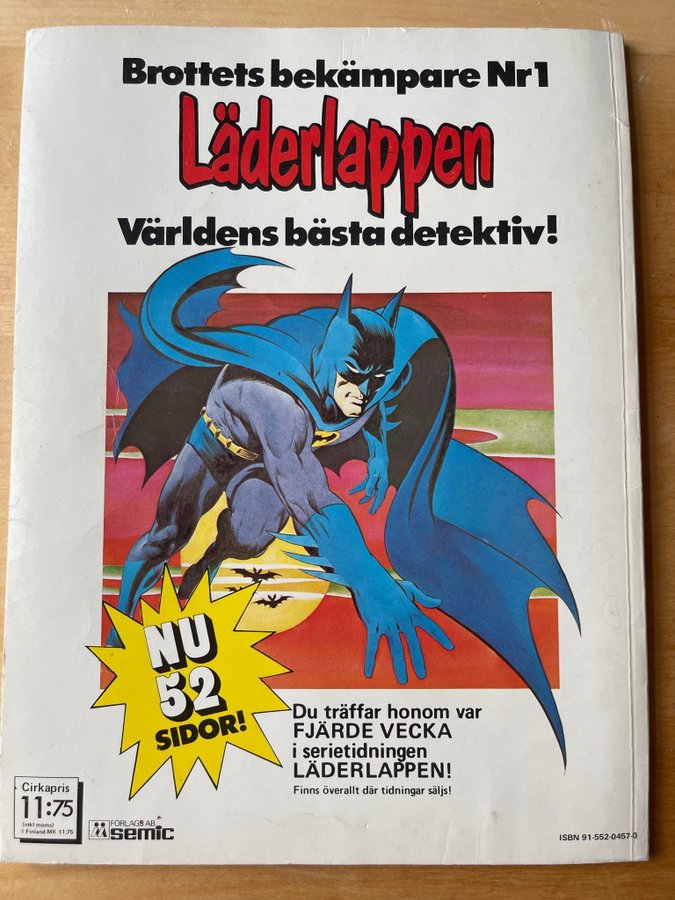 Brottets bekämpare Nr1
Läderlappen
Världens bästa detektiv!
NU
52
SIDOR!
Du träffar honom var
FJÄRDE VECKA
i serietidningen
LÄDERLAPPEN!
Finns överallt där tidningar säljs!
Cirkapris
11:75
(inkl moms)
I Finland MK 11:75
FÖRLAGS AB
semic
ISBN 91-552-0457-0